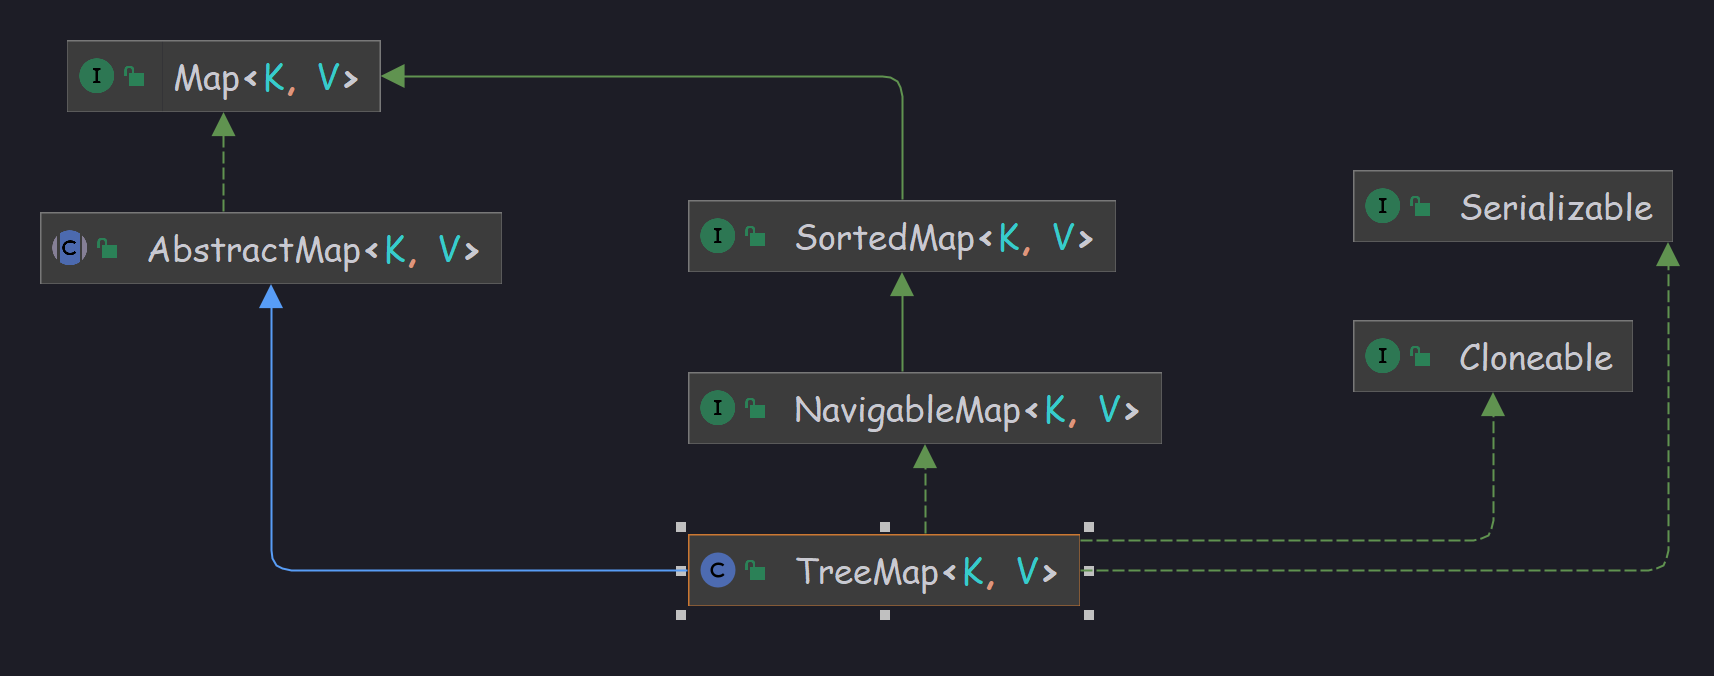 I Map<K, V>
C AbstractMap<K, V>
I SortedMap<K, V>
I Serializable
I Cloneable
I NavigableMap<K, V>
C TreeMap<K, V>